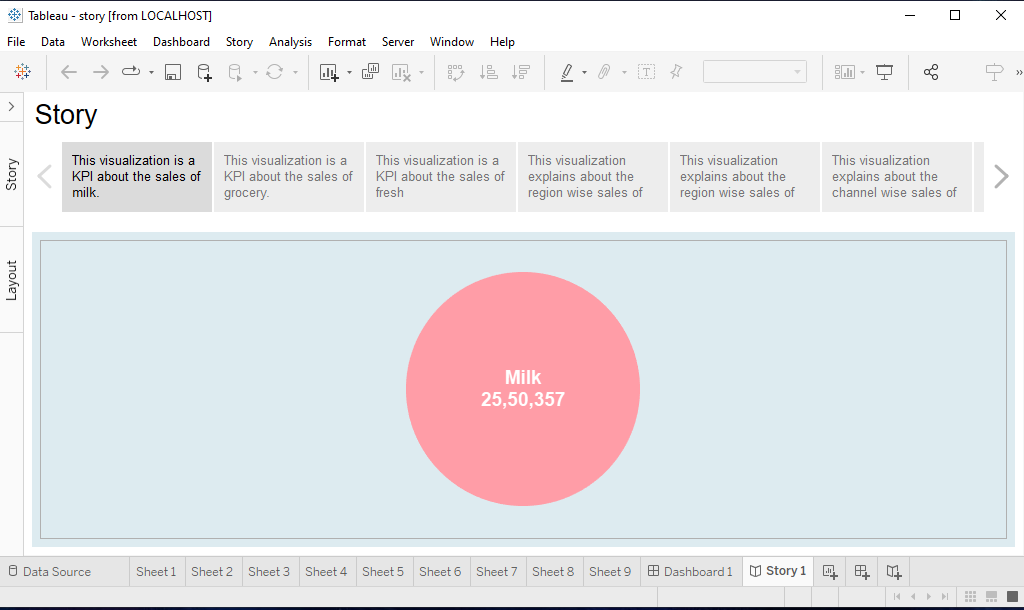 Tableau - story [from LOCALHOST]
File Data Worksheet Dashboard Story Analysis Format Server Window Help
T
Story
This visualization is a
KPI about the sales of
milk.
This visualization is a
KPI about the sales of
grocery.
This visualization is a
KPI about the sales of
fresh
This visualization
explains about the
region wise sales of
This visualization
explains about the
region wise sales of
This visualization
explains about the
channel wise sales of
Story
Layout
Milk
25,50,357
Data Source Sheet 1 Sheet 2 Sheet 3 Sheet 4 Sheet 5 Sheet 6 Sheet 7 Sheet 8 Sheet 9 Dashboard 1 Story 1